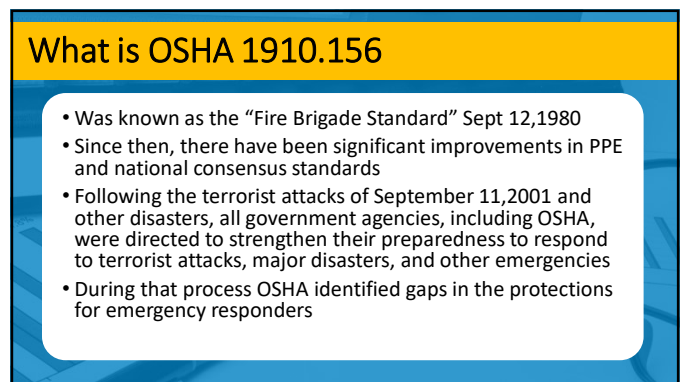 What is OSHA 1910.156
• Was known as the “Fire Brigade Standard” Sept 12,1980
• Since then, there have been significant improvements in PPE
and national consensus standards
• Following the terrorist attacks of September 11,2001 and
other disasters, all government agencies, including OSHA,
were directed to strengthen their preparedness to respond
to terrorist attacks, major disasters, and other emergencies
• During that process OSHA identified gaps in the protections
for emergency responders